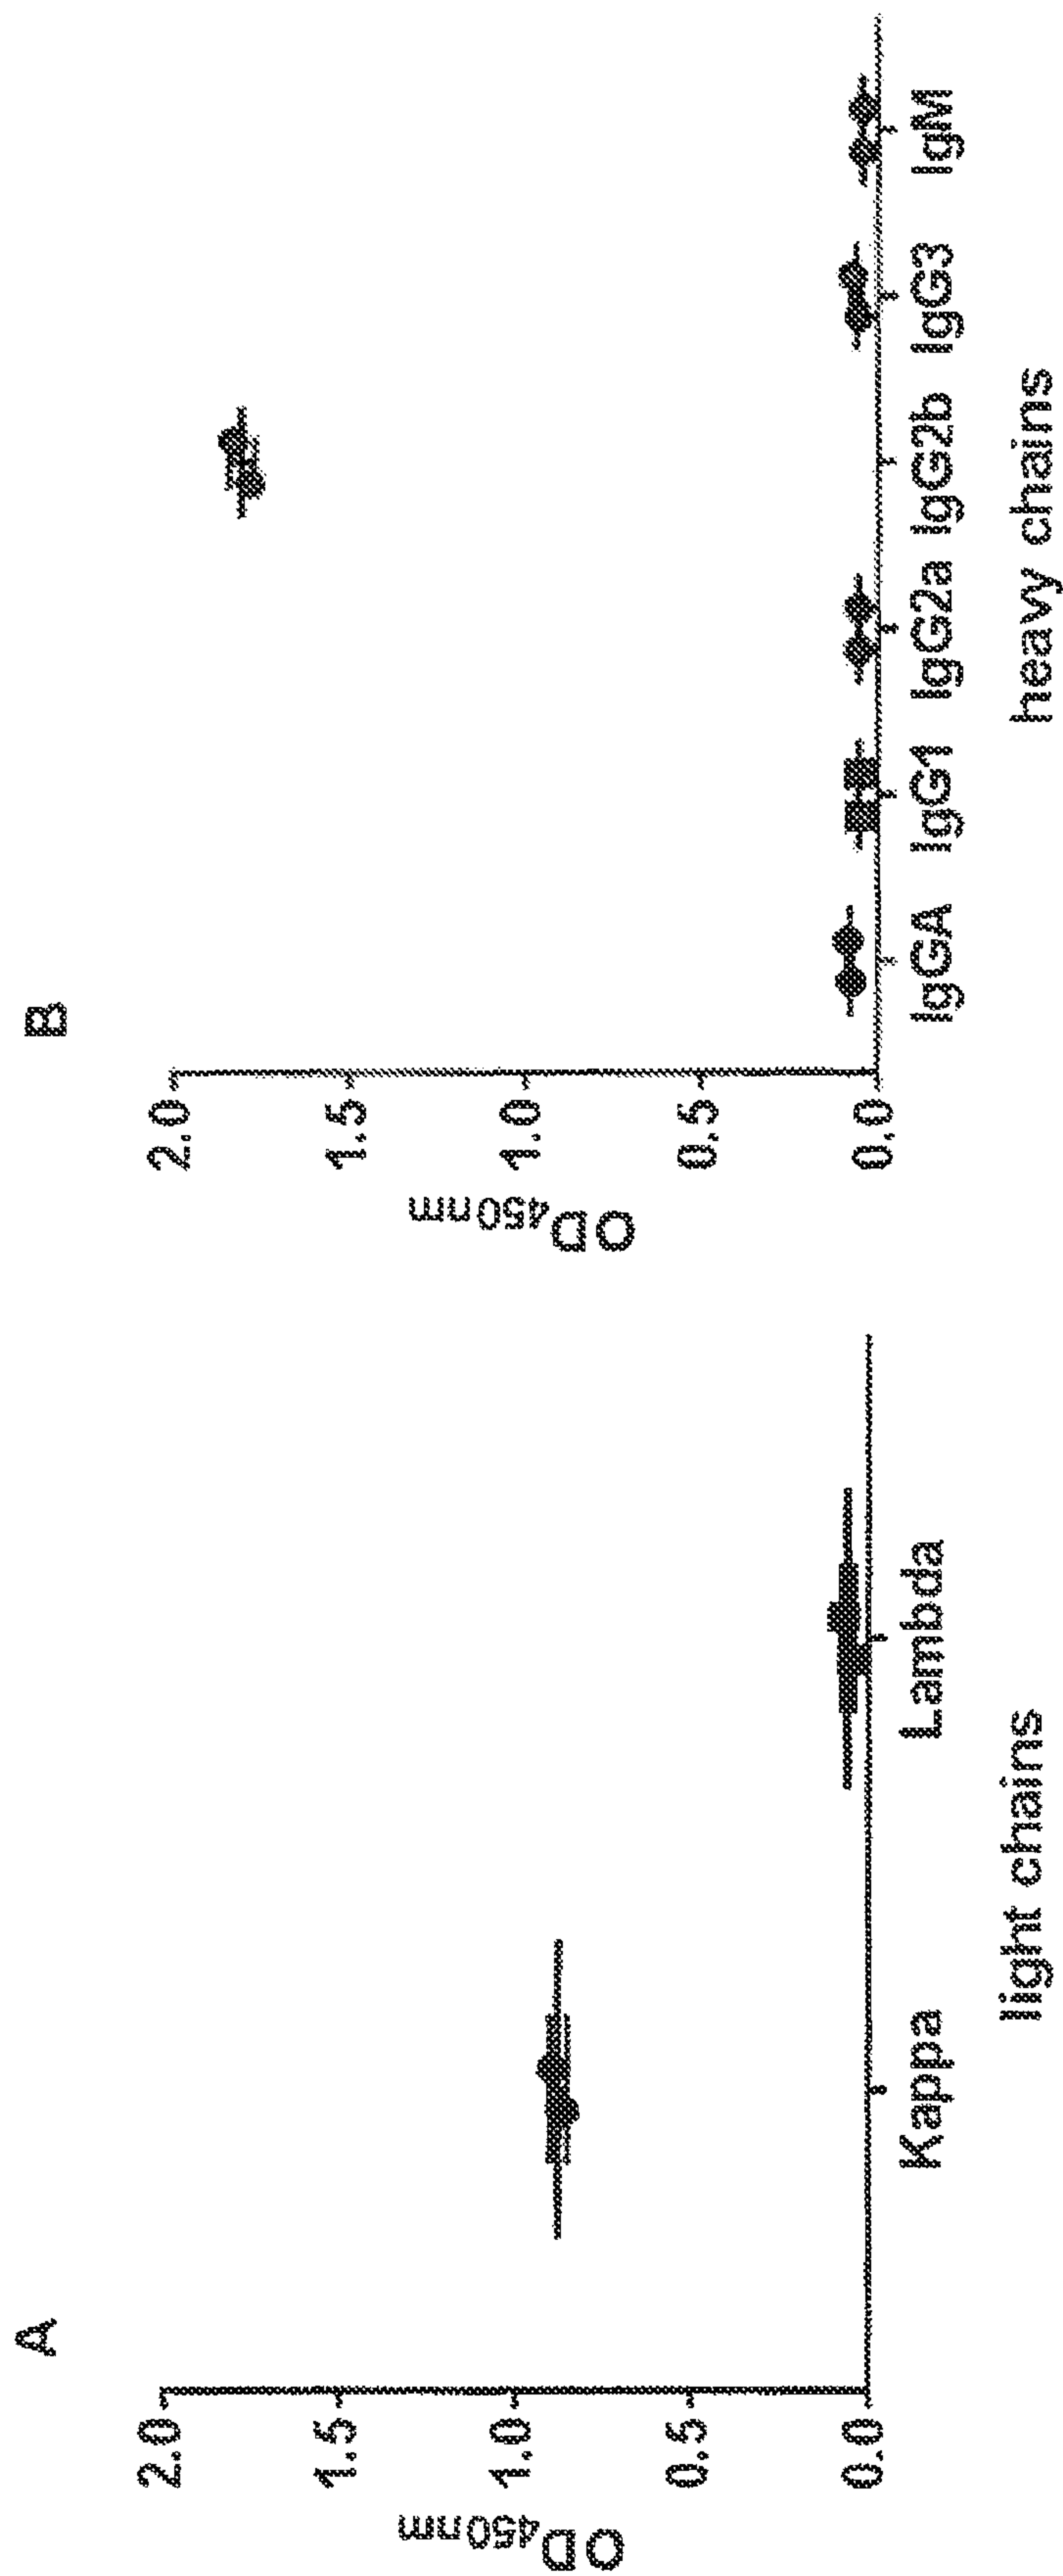 A
OD450nm
2.0
1.5
1.0
0.5
0.0
Kappa
Lambda
light chains
B
OD450nm
2.0
1.5
1.0
0.5
0.0
IgGA IgG1 IgG2a IgG2b IgG3 IgM
heavy chains